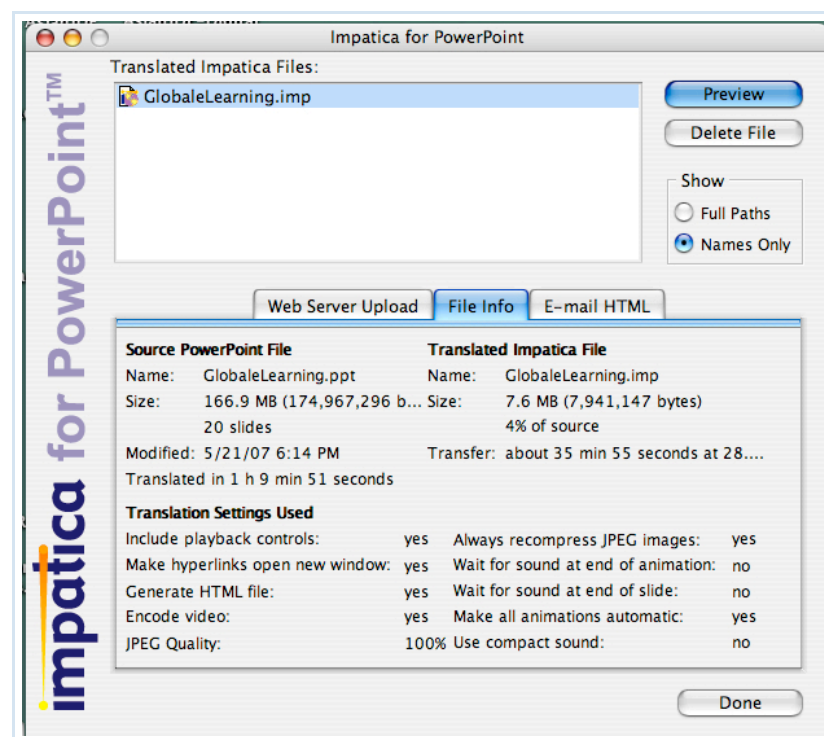 Impatica for PowerPoint
Translated Impatica Files:
GlobaleLearning.imp
Preview
Delete File
Show
Full Paths
Names Only
impatica for PowerPoint™
Web Server Upload File Info E-mail HTML
Source PowerPoint File Translated Impatica File
Name: GlobaleLearning.ppt Name: GlobaleLearning.imp
Size: 166.9 MB (174,967,296 b... Size: 7.6 MB (7,941,147 bytes)
20 slides 4% of source
Modified: 5/21/07 6:14 PM Transfer: about 35 min 55 seconds at 28....
Translated in 1 h 9 min 51 seconds
Translation Settings Used
Include playback controls: yes Always recompress JPEG images: yes
Make hyperlinks open new window: yes Wait for sound at end of animation: no
Generate HTML file: yes Wait for sound at end of slide: no
Encode video: yes Make all animations automatic: yes
JPEG Quality: 100% Use compact sound: no
Done